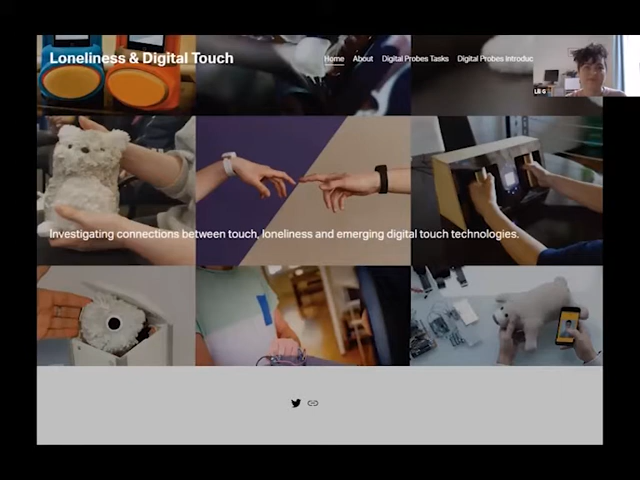 Loneliness & Digital Touch
Home About Digital Probes Tasks Digital Probes Introduc
Investigating connections between touch, loneliness and emerging digital touch technologies.